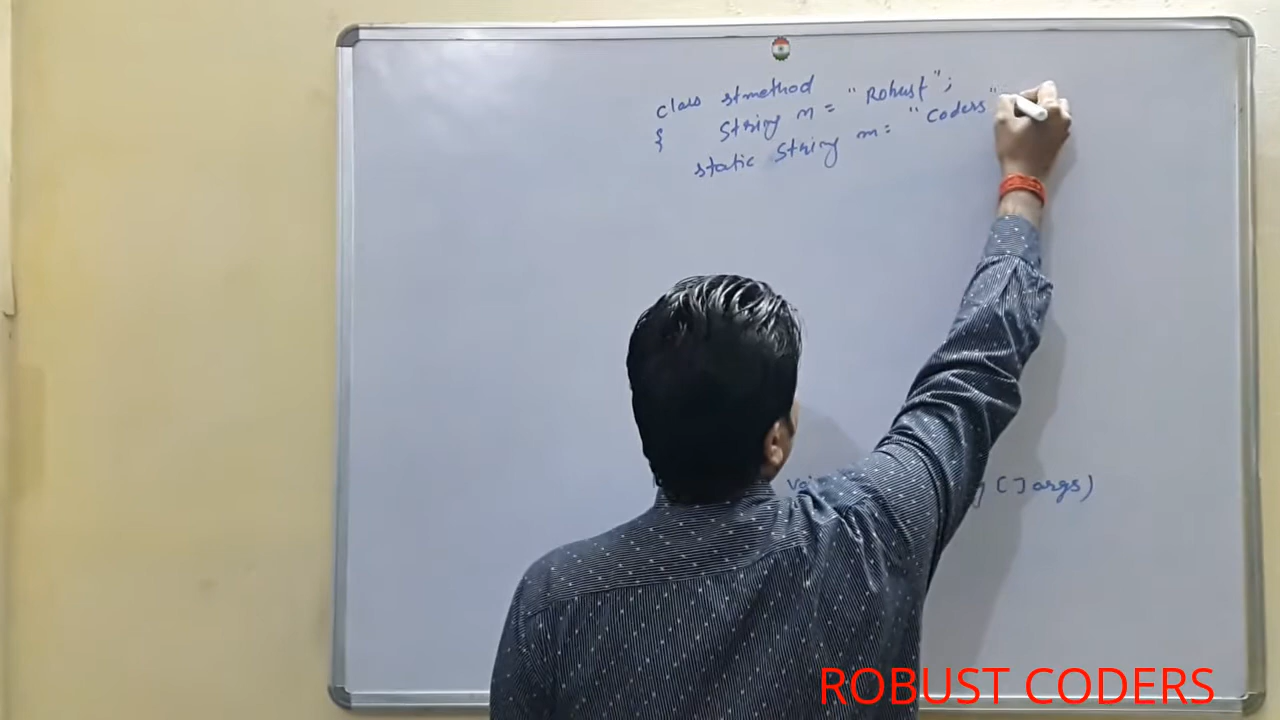 class stmethod
{ String n = "Robust";
static String m= "Coders"
[] args)
ROBUST CODERS